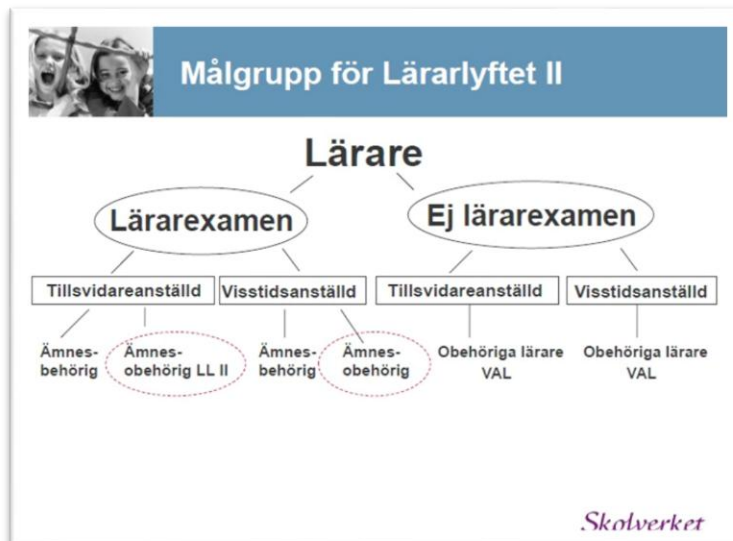 Målgrupp för Lärarlyftet II
Lärare
Lärarexamen
Ej lärarexamen
Tillsvidareanställd
Visstidsanställd
Tillsvidareanställd
Visstidsanställd
Ämnes-
behörig
Ämnes-
obehörig LL II
Ämnes-
behörig
Ämnes-
obehörig
Obehöriga lärare
VAL
Obehöriga lärare
VAL
Skolverket